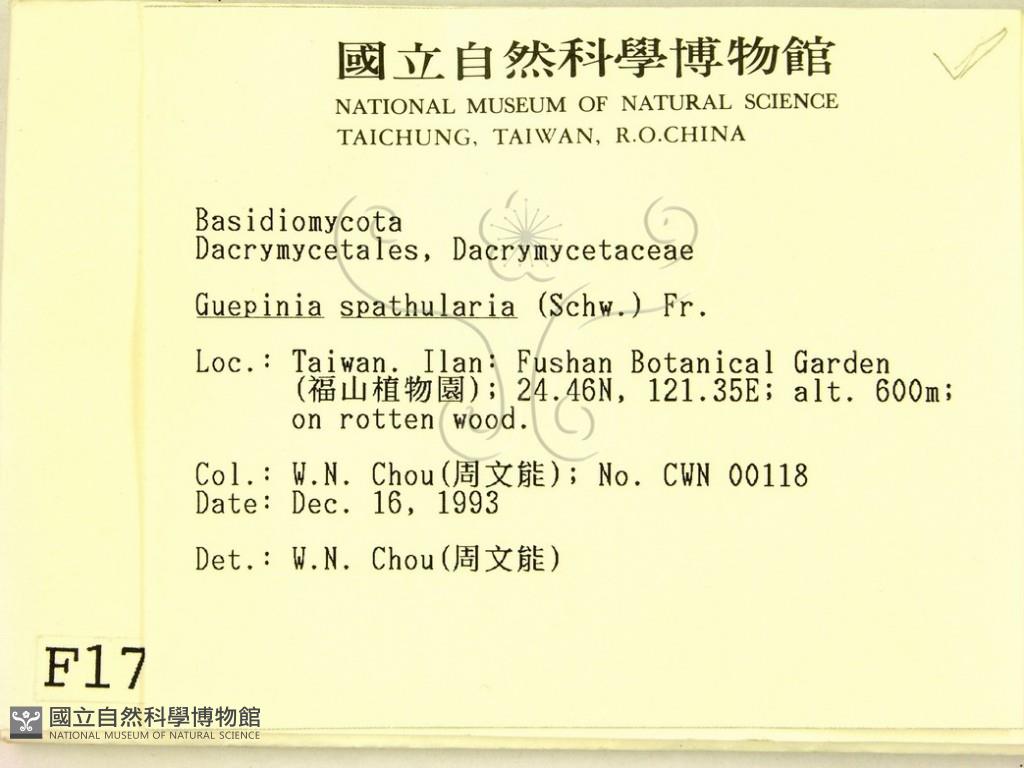 國立自然科學博物館
NATIONAL MUSEUM OF NATURAL SCIENCE
TAICHUNG, TAIWAN, R.O.CHINA
Basidiomycota
Dacrymycetales, Dacrymycetaceae
Guepinia spathularia (Schw.) Fr.
Loc.: Taiwan. Ilan: Fushan Botanical Garden
(福山植物園); 24.46N, 121.35E; alt. 600m;
on rotten wood.
Col.: W.N. Chou(周文能); No. CWN 00118
Date: Dec. 16, 1993
Det.: W.N. Chou(周文能)
F17
國立自然科學博物館
NATIONAL MUSEUM OF NATURAL SCIENCE